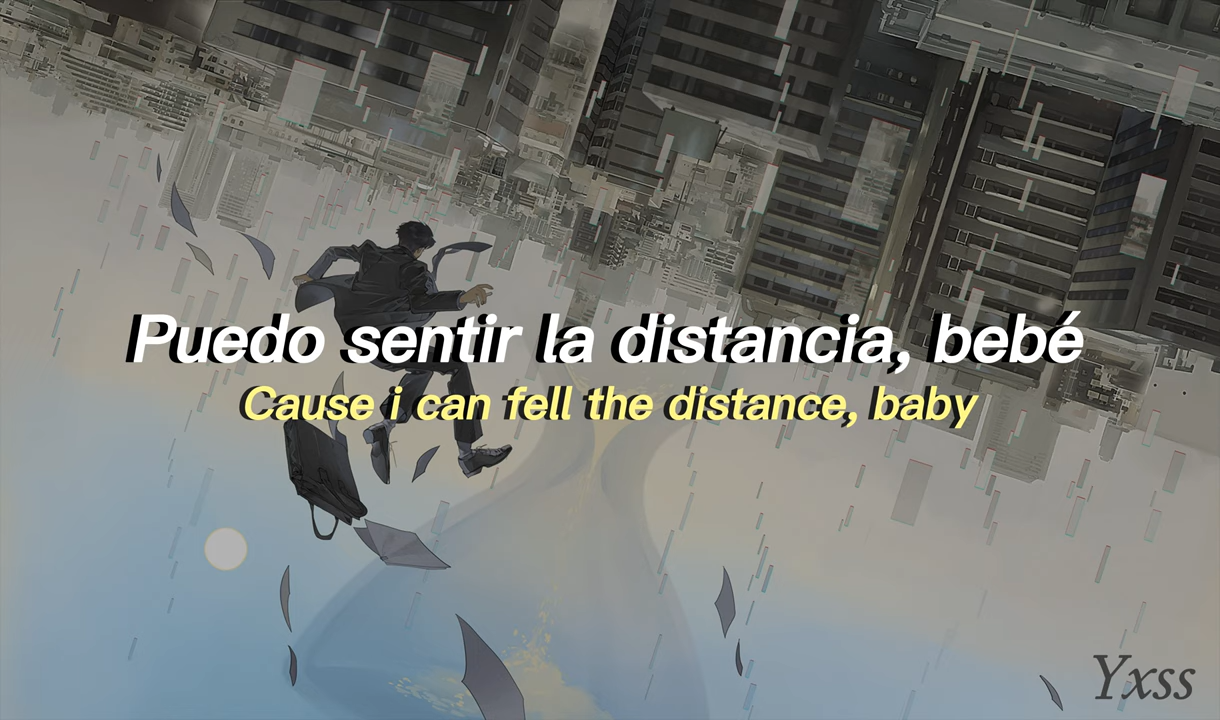 Puedo sentir la distancia, bebé
Cause i can fell the distance, baby
Yxss